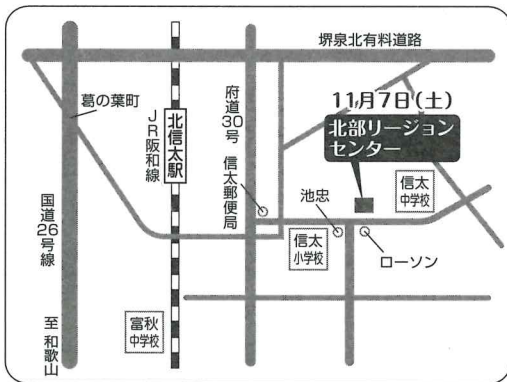 堺泉北有料道路
葛の葉町
JR阪和線
北信太駅
府道30号
信太郵便局
11月7日(土)
北部リージョン
センター
信太
中学校
池忠
国道26号線
信太
小学校
ローソン
富秋
中学校
至 和歌山